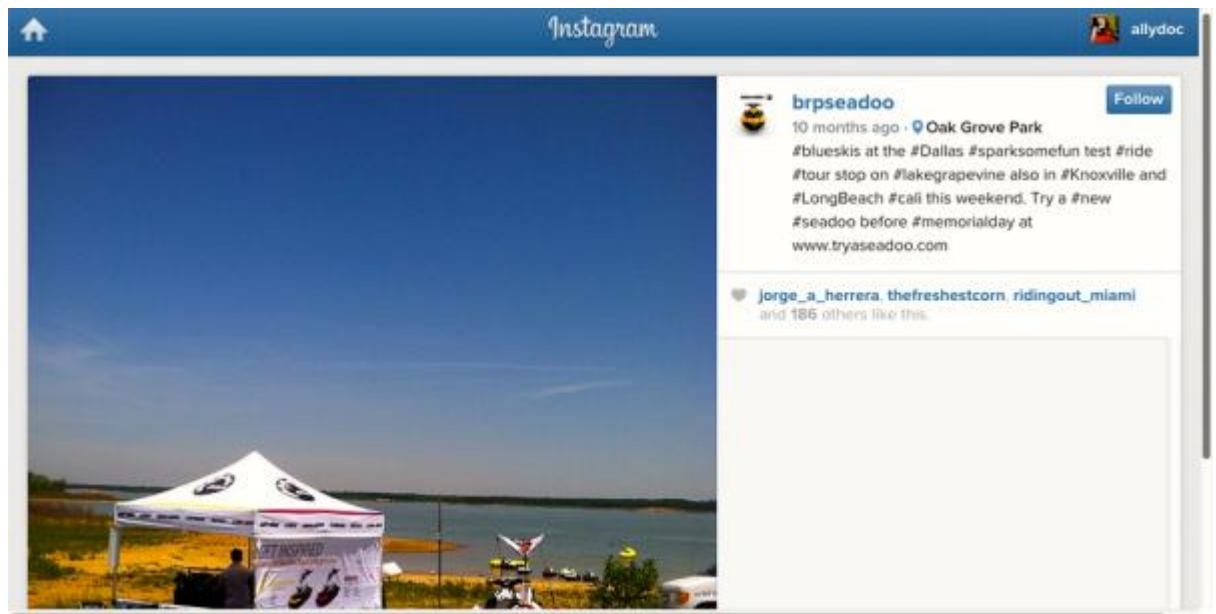 Instagram
allydoc
brpseadoo
Follow
10 months ago · Oak Grove Park
#blueskis at the #Dallas #sparksomefun test #ride
#tour stop on #lakegrapevine also in #Knoxville and
#LongBeach #cali this weekend. Try a #new
#seadoo before #memorialday at
www.tryaseadoo.com
jorge_a_herrera, thefreshestcorn, ridingout_miami
and 186 others like this.
GET INSPIRED